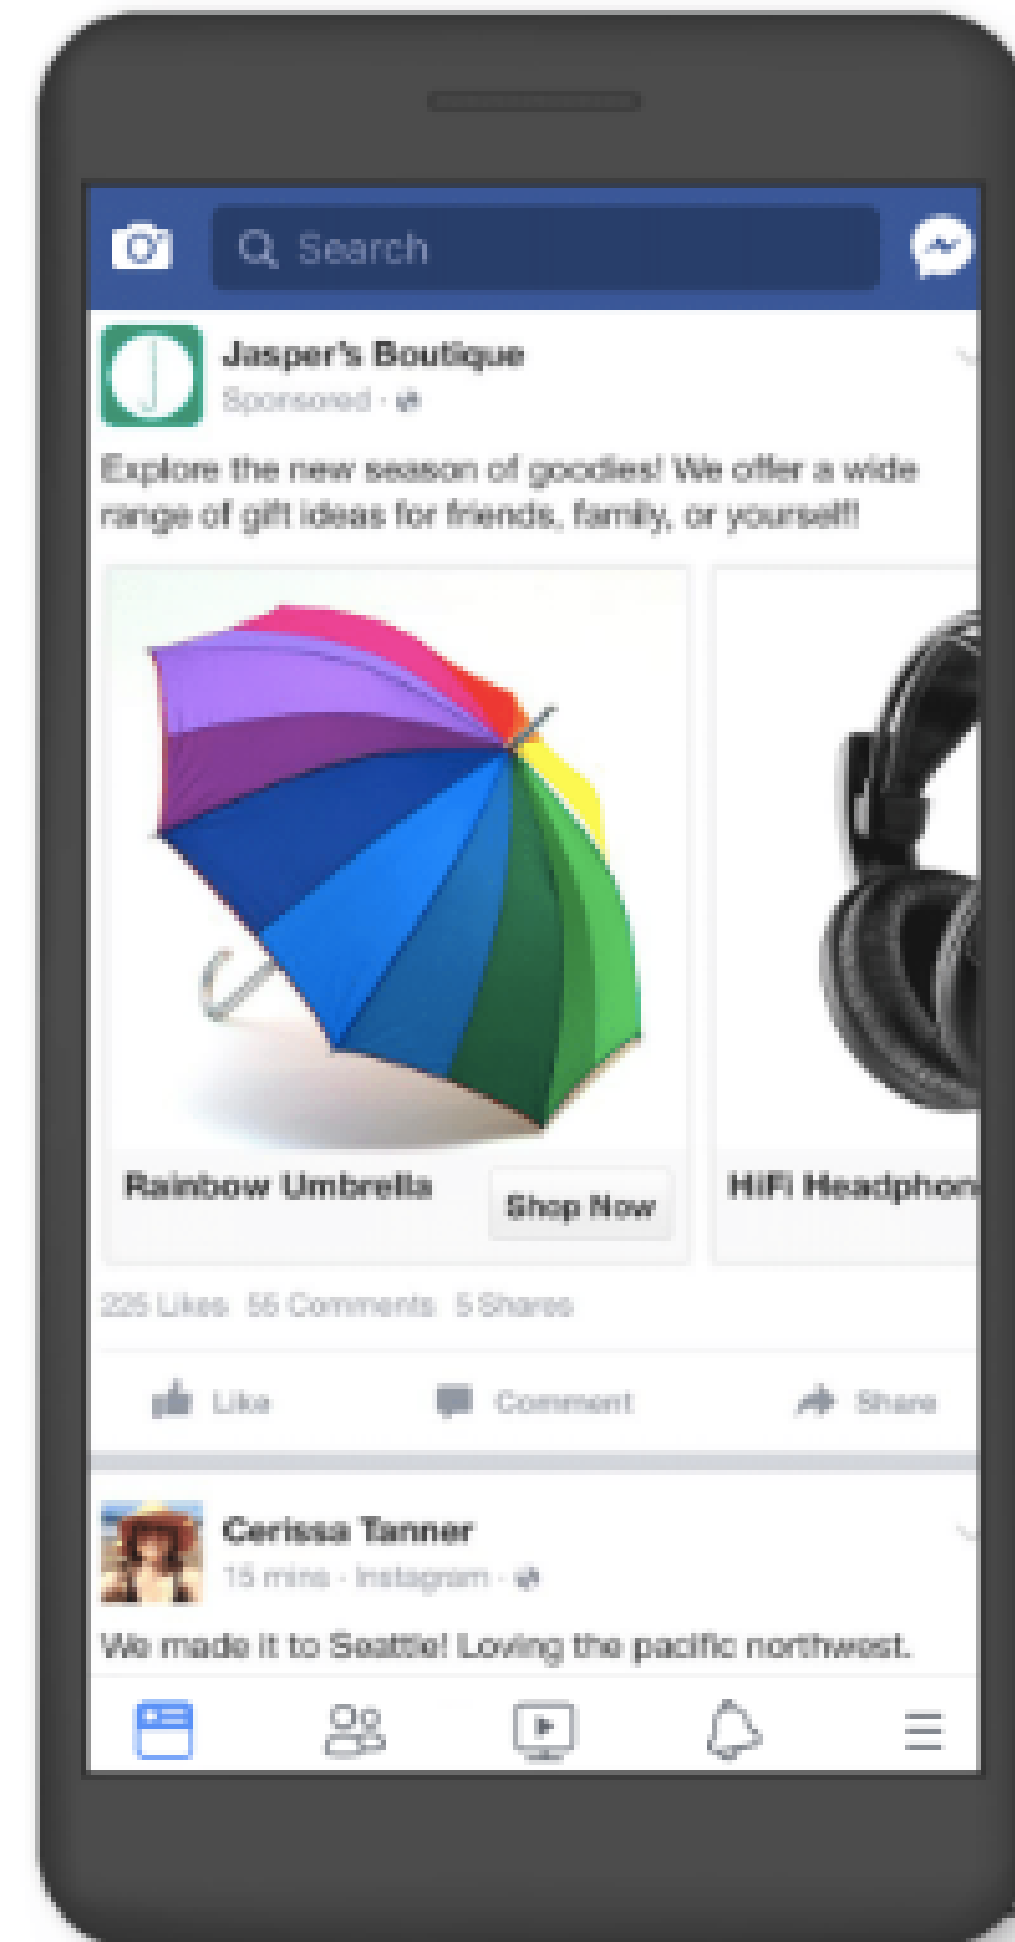 Search
Jasper's Boutique
Sponsored ·
Explore the new season of goodies! We offer a wide
range of gift ideas for friends, family, or yourself!
Rainbow Umbrella
Shop Now
HiFi Headphon
225 Likes 55 Comments 5 Shares
Like Comment Share
Cerissa Tanner
15 mins · Instagram ·
We made it to Seattle! Loving the pacific northwest.